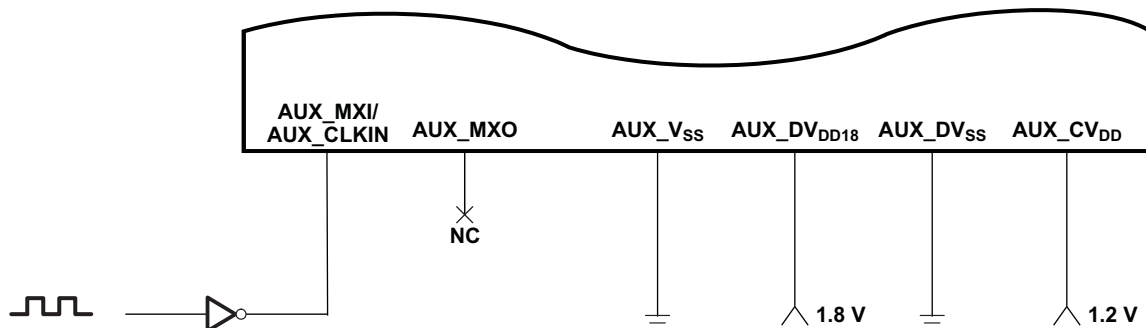 AUX_MXI/
AUX_CLKIN AUX_MXO AUX_VSS AUX_DVDD18 AUX_DVSS AUX_CVDD
NC
1.8 V 1.2 V